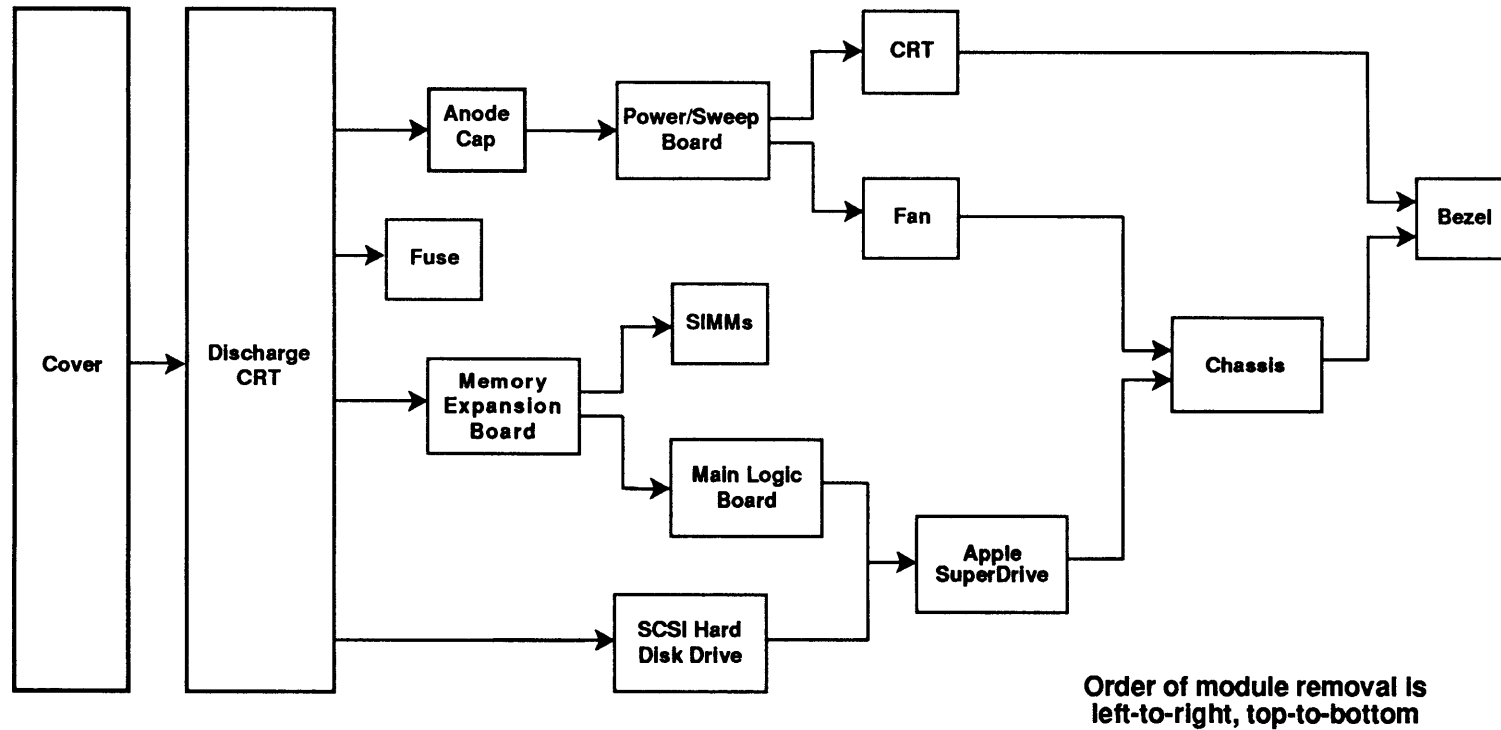 Cover
Discharge
CRT
Anode
Cap
Power/Sweep
Board
CRT
Fan
Bezel
Fuse
SIMMs
Memory
Expansion
Board
Main Logic
Board
Chassis
Apple
SuperDrive
SCSI Hard
Disk Drive
Order of module removal is
left-to-right, top-to-bottom